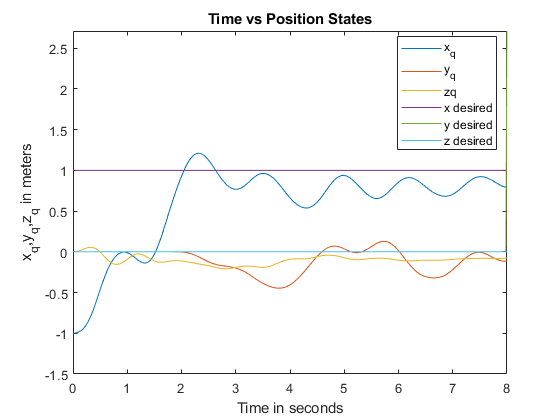 Time vs Position States
x_q
y_q
zq
x desired
y desired
z desired
2.5
2
1.5
1
0.5
0
-0.5
-1
-1.5
x_q,y_q,z_q in meters
0 1 2 3 4 5 6 7 8
Time in seconds